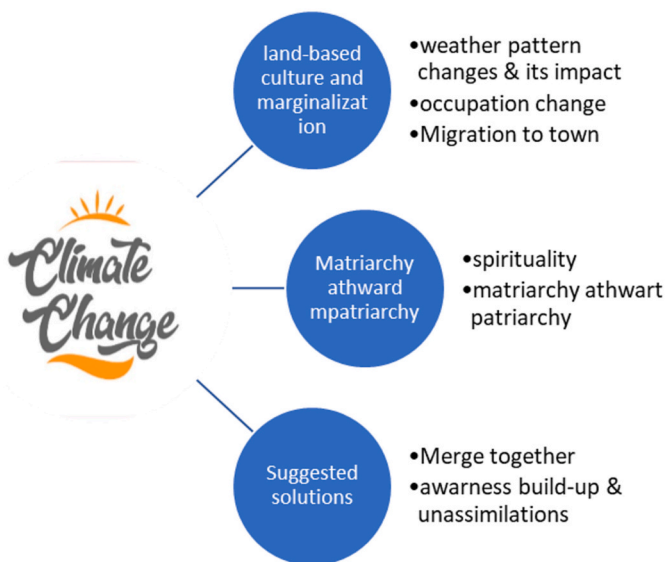 Climate
Change
land-based
culture and
marginalizat
ion
•weather pattern
changes & its impact
•occupation change
•Migration to town
Matriarchy
athward
mpatriarchy
•spirituality
•matriarchy athwart
patriarchy
Suggested
solutions
•Merge together
•awarness build-up &
unassimilations